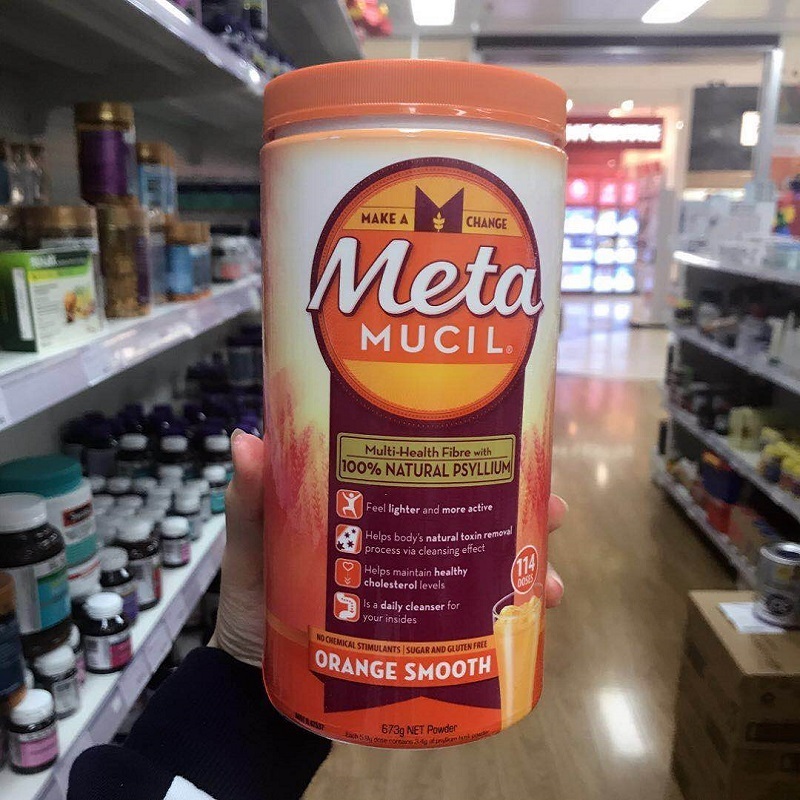 MAKE A CHANGE
Meta
MUCIL®
Multi-Health Fibre with
100% NATURAL PSYLLIUM
Feel lighter and more active
Helps body's natural toxin removal
process via cleansing effect
Helps maintain healthy
cholesterol levels
Is a daily cleanser for
your insides
114
DOSES
NO CHEMICAL STIMULANTS | SUGAR AND GLUTEN FREE
ORANGE SMOOTH
673g NET Powder